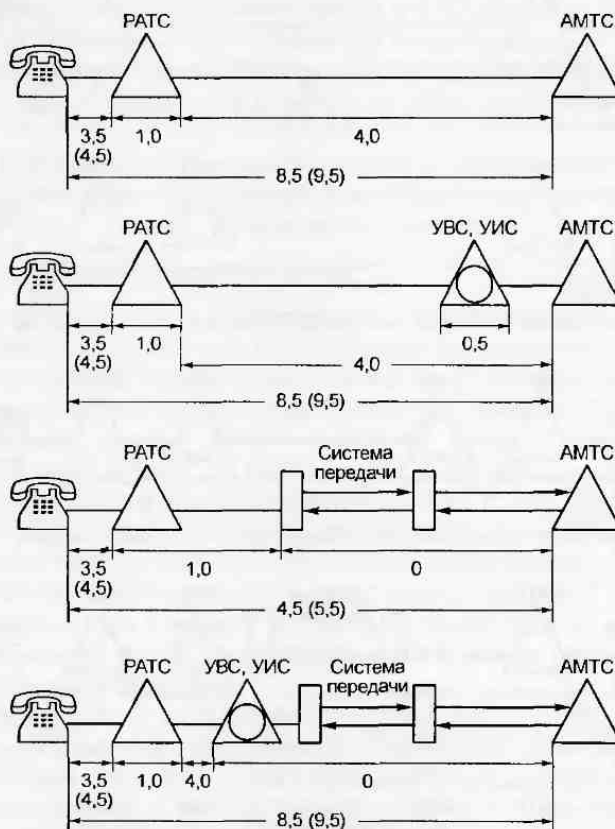 РАТС АМТС
3,5 1,0 4,0
(4,5)
8,5 (9,5)
РАТС УВС, УИС АМТС
3,5 1,0 0,5
(4,5) 4,0
8,5 (9,5)
РАТС Система АМТС
передачи
3,5 1,0 0
(4,5)
4,5 (5,5)
РАТС УВС, УИС Система АМТС
передачи
3,5 1,0 4,0 0
(4,5)
8,5 (9,5)